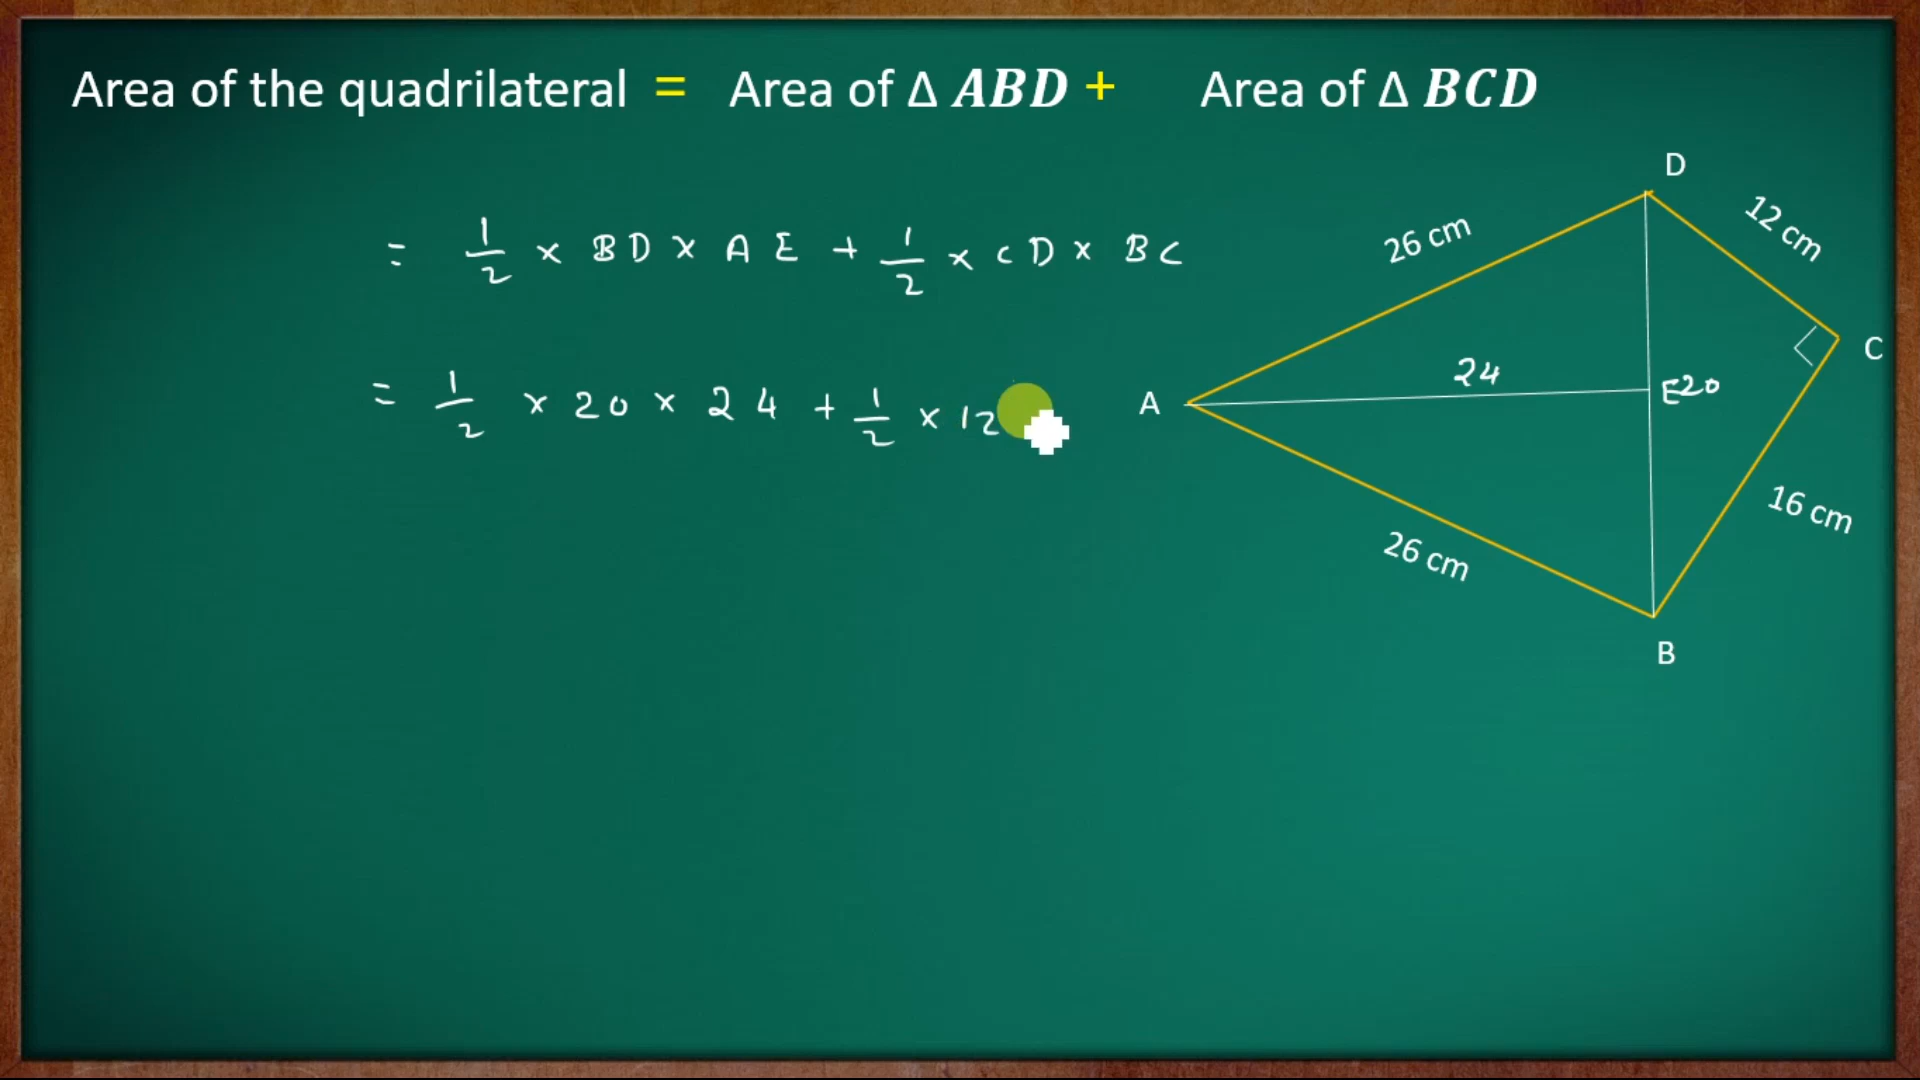 Area of the quadrilateral = Area of Δ ABD + Area of Δ BCD
D
12 cm
26 cm
= 1/2 × BD × AE + 1/2 × CD × BC
C
24
E20
A
= 1/2 × 20 × 24 + 1/2 × 12
16 cm
26 cm
B